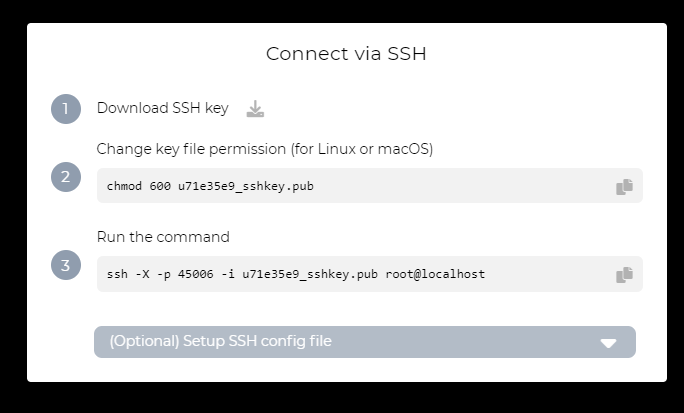 Connect via SSH
1
Download SSH key
Change key file permission (for Linux or macOS)
2
chmod 600 u71e35e9_sshkey.pub
Run the command
3
ssh -X -p 45006 -i u71e35e9_sshkey.pub root@localhost
(Optional) Setup SSH config file